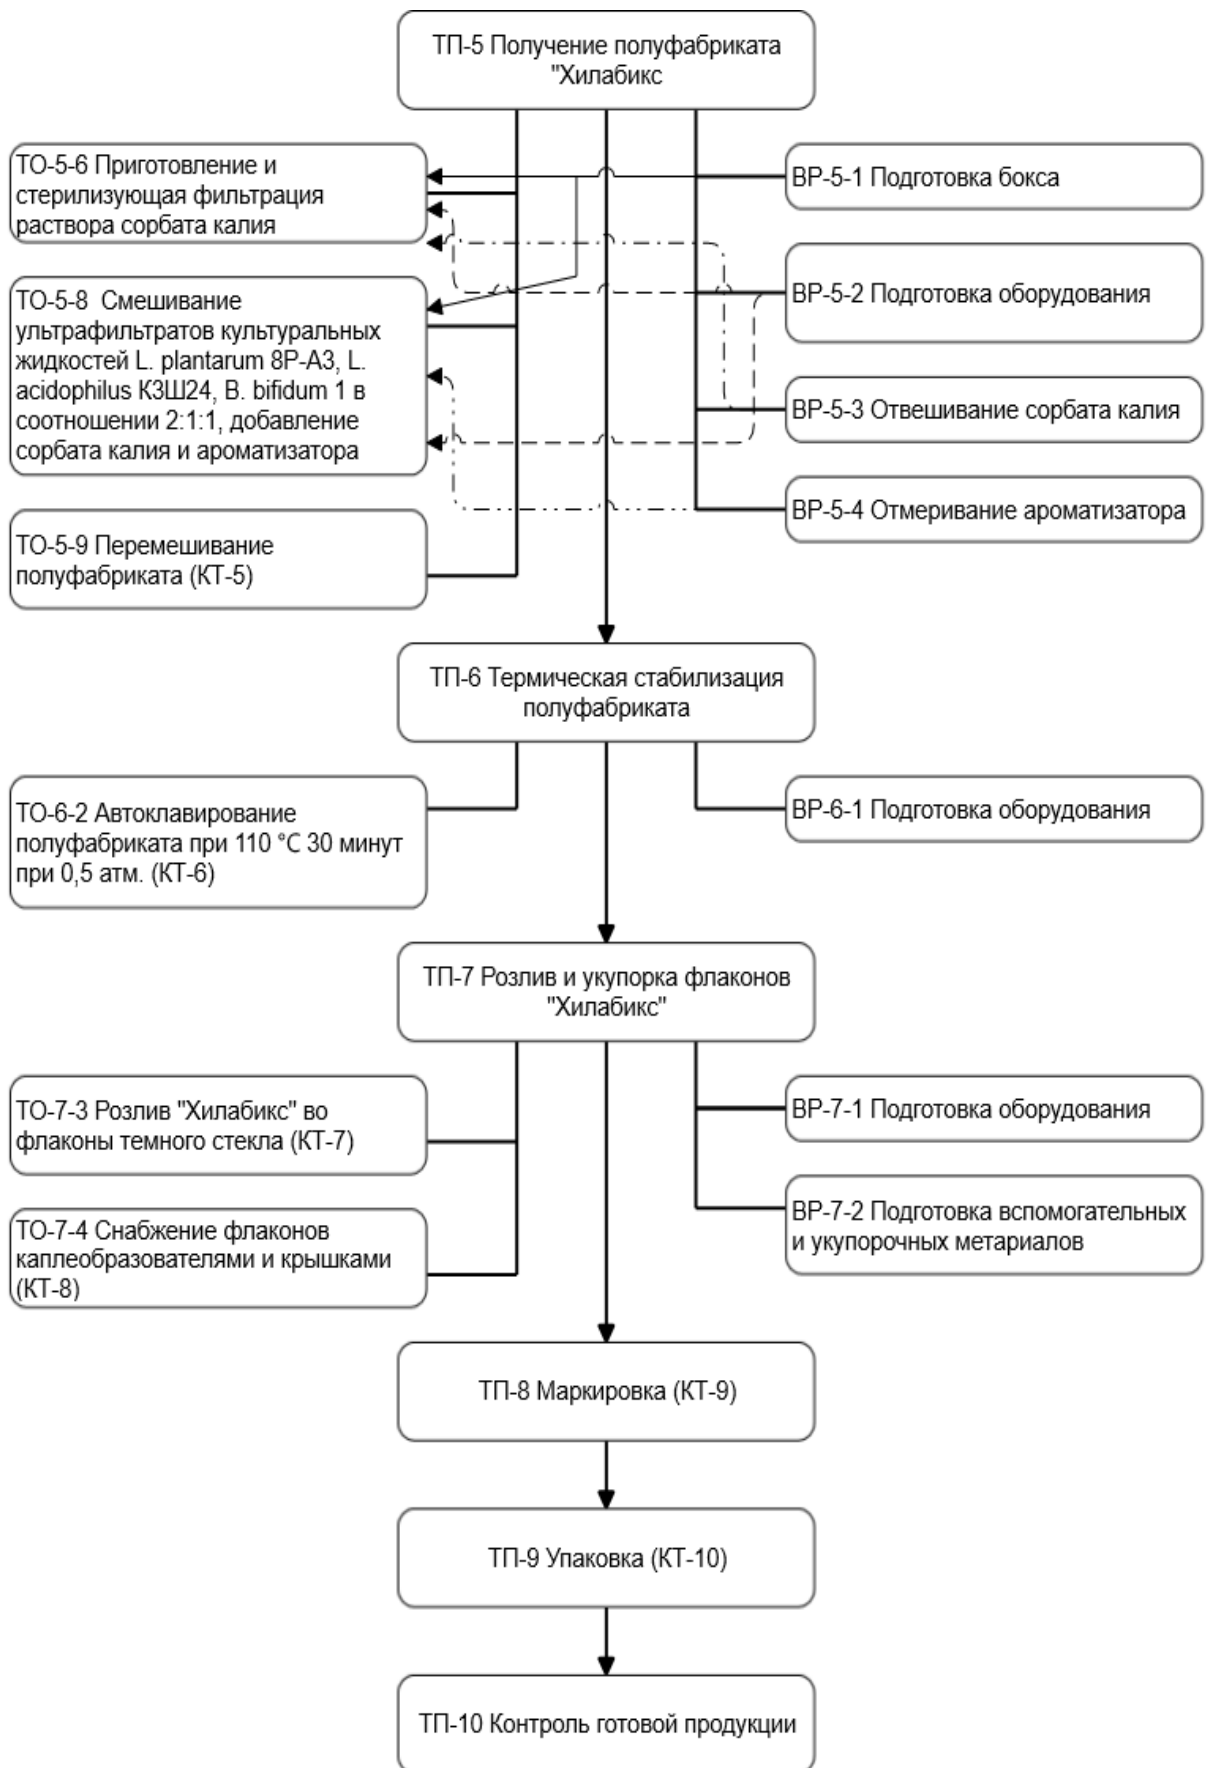 ТП-5 Получение полуфабриката
"Хилабикс
ТО-5-6 Приготовление и
стерилизующая фильтрация
раствора сорбата калия
ВР-5-1 Подготовка бокса
ВР-5-2 Подготовка оборудования
ТО-5-8 Смешивание
ультрафильтратов культуральных
жидкостей L. plantarum 8Р-А3, L.
acidophilus КЗШ24, B. bifidum 1 в
соотношении 2:1:1, добавление
сорбата калия и ароматизатора
ВР-5-3 Отвешивание сорбата калия
ВР-5-4 Отмеривание ароматизатора
ТО-5-9 Перемешивание
полуфабриката (КТ-5)
ТП-6 Термическая стабилизация
полуфабриката
ТО-6-2 Автоклавирование
полуфабриката при 110 °С 30 минут
при 0,5 атм. (КТ-6)
ВР-6-1 Подготовка оборудования
ТП-7 Розлив и укупорка флаконов
"Хилабикс"
ТО-7-3 Розлив "Хилабикс" во
флаконы темного стекла (КТ-7)
ВР-7-1 Подготовка оборудования
ТО-7-4 Снабжение флаконов
каплеобразователями и крышками
(КТ-8)
ВР-7-2 Подготовка вспомогательных
и укупорочных метариалов
ТП-8 Маркировка (КТ-9)
ТП-9 Упаковка (КТ-10)
ТП-10 Контроль готовой продукции